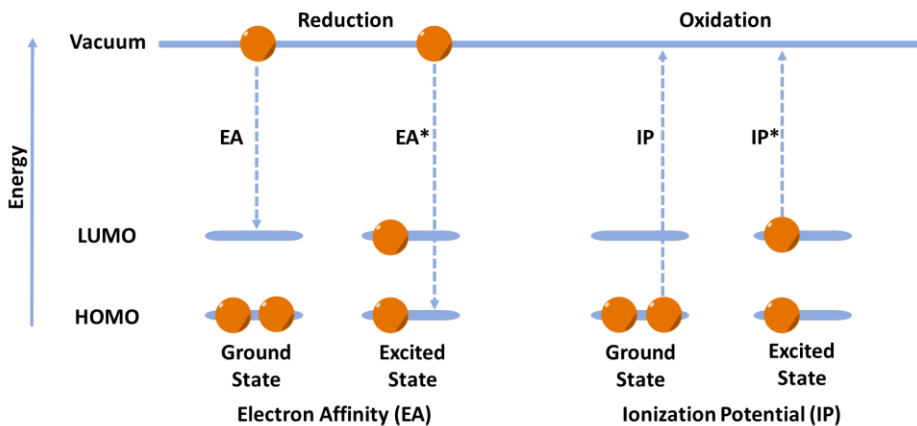 Reduction
Oxidation
Vacuum
EA
EA*
IP
IP*
Energy
LUMO
HOMO
Ground
State
Excited
State
Ground
State
Excited
State
Electron Affinity (EA)
Ionization Potential (IP)